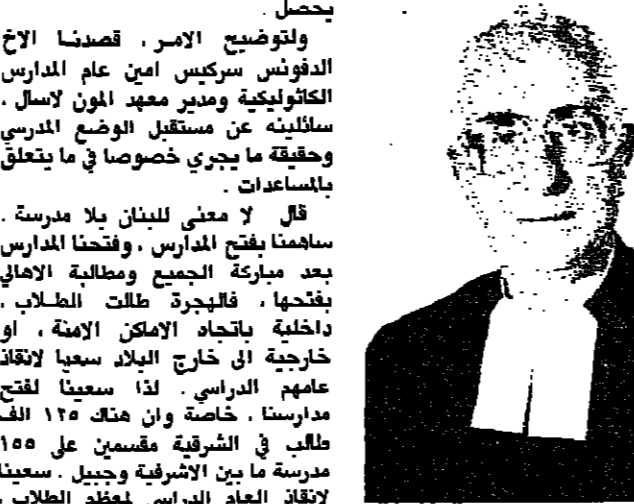 يحصل .
ولتوضيح الامر ، قصدنا الاخ
الدفونس سركيس امين عام المدارس
الكاثوليكية ومدير معهد المون لاسال ،
سائلينه عن مستقبل الوضع المدرسي
وحقيقة ما يجري خصوصا في ما يتعلق
بالمساعدات .
قال لا معنى للبنان بلا مدرسة .
ساهمنا بفتح المدارس ، وفتحنا المدارس
بعد مباركة الجميع ومطالبة الاهالي
بفتحها ، فالهجرة طالت الطلاب ،
داخلية باتجاه الاماكن الامنة ، او
خارجية الى خارج البلاد سعيا لانقاذ
عامهم الدراسي . لذا سعينا لفتح
مدارسنا ، خاصة وان هناك ١٢٥ الف
طالب في الشرقية مقسمين على ١٥٥
مدرسة ما بين الاشرفية وجبيل . سعينا
لانقاذ العام الدراسي لمعظم الطلاب ،